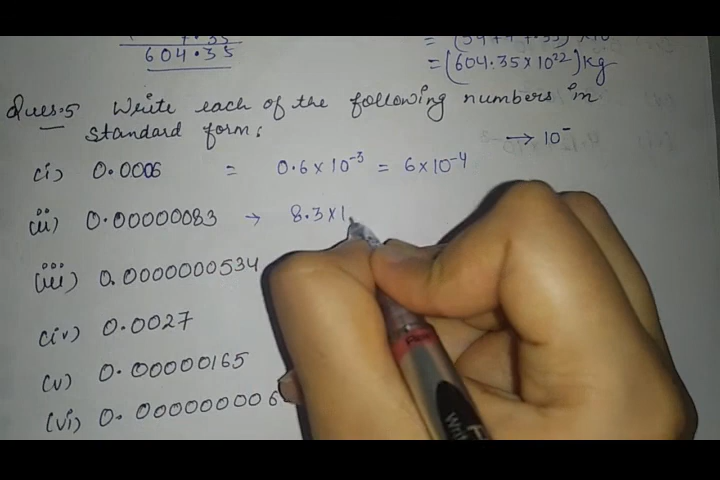 604.35
= (604.35 × 10²²) kg
Ques:5 Write each of the following numbers in
standard form:
→ 10⁻
(i) 0.0006 = 0.6 × 10⁻³ = 6 × 10⁻⁴
(ii) 0.00000083 → 8.3 × 1
(iii) 0.0000000534
(iv) 0.0027
(v) 0.00000165
(vi) 0.000000006